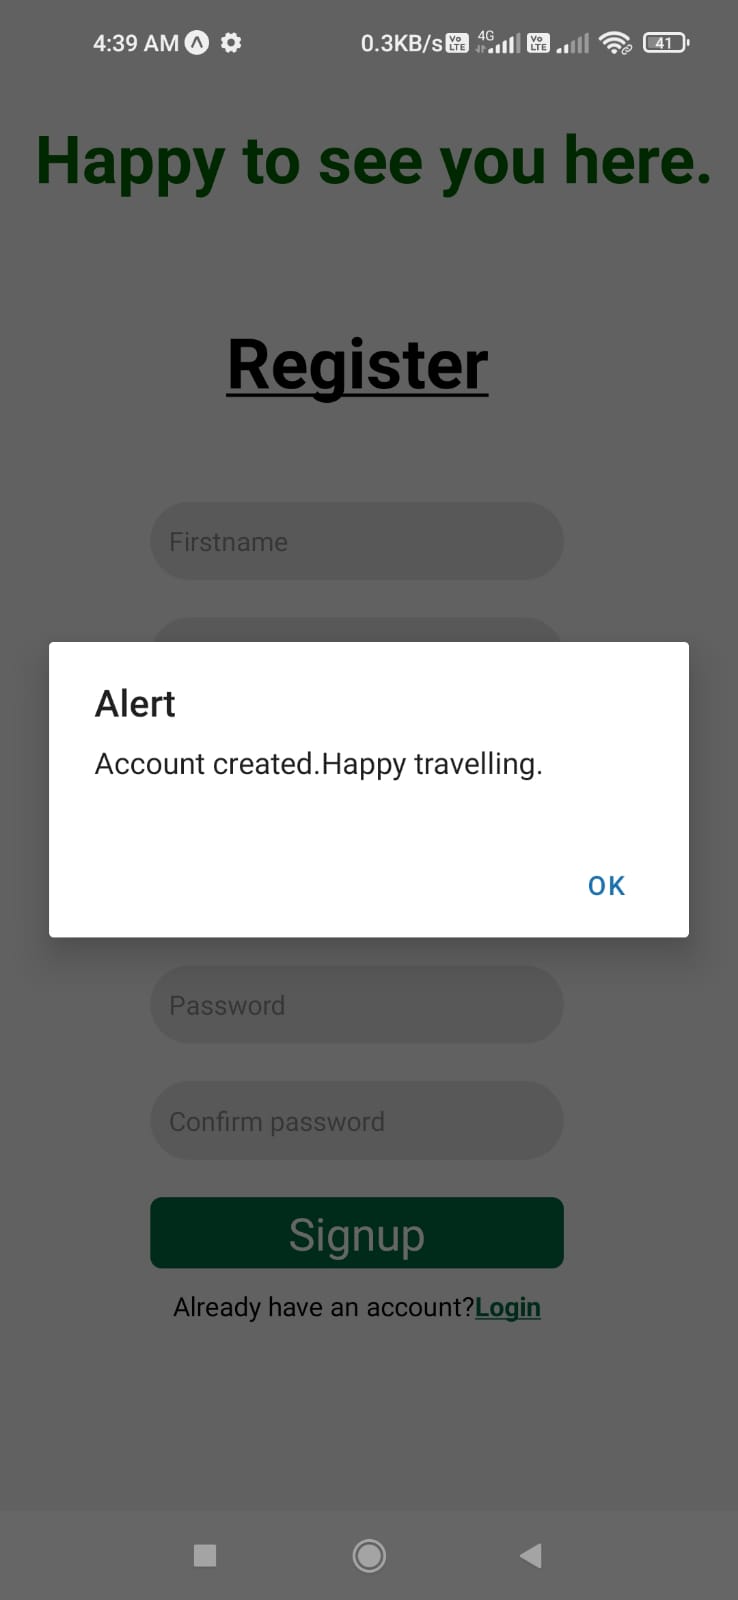 4:39 AM 0.3KB/s Vo LTE 4G Vo LTE 41
Happy to see you here.
Register
Firstname
Alert
Account created.Happy travelling.
OK
Password
Confirm password
Signup
Already have an account?Login